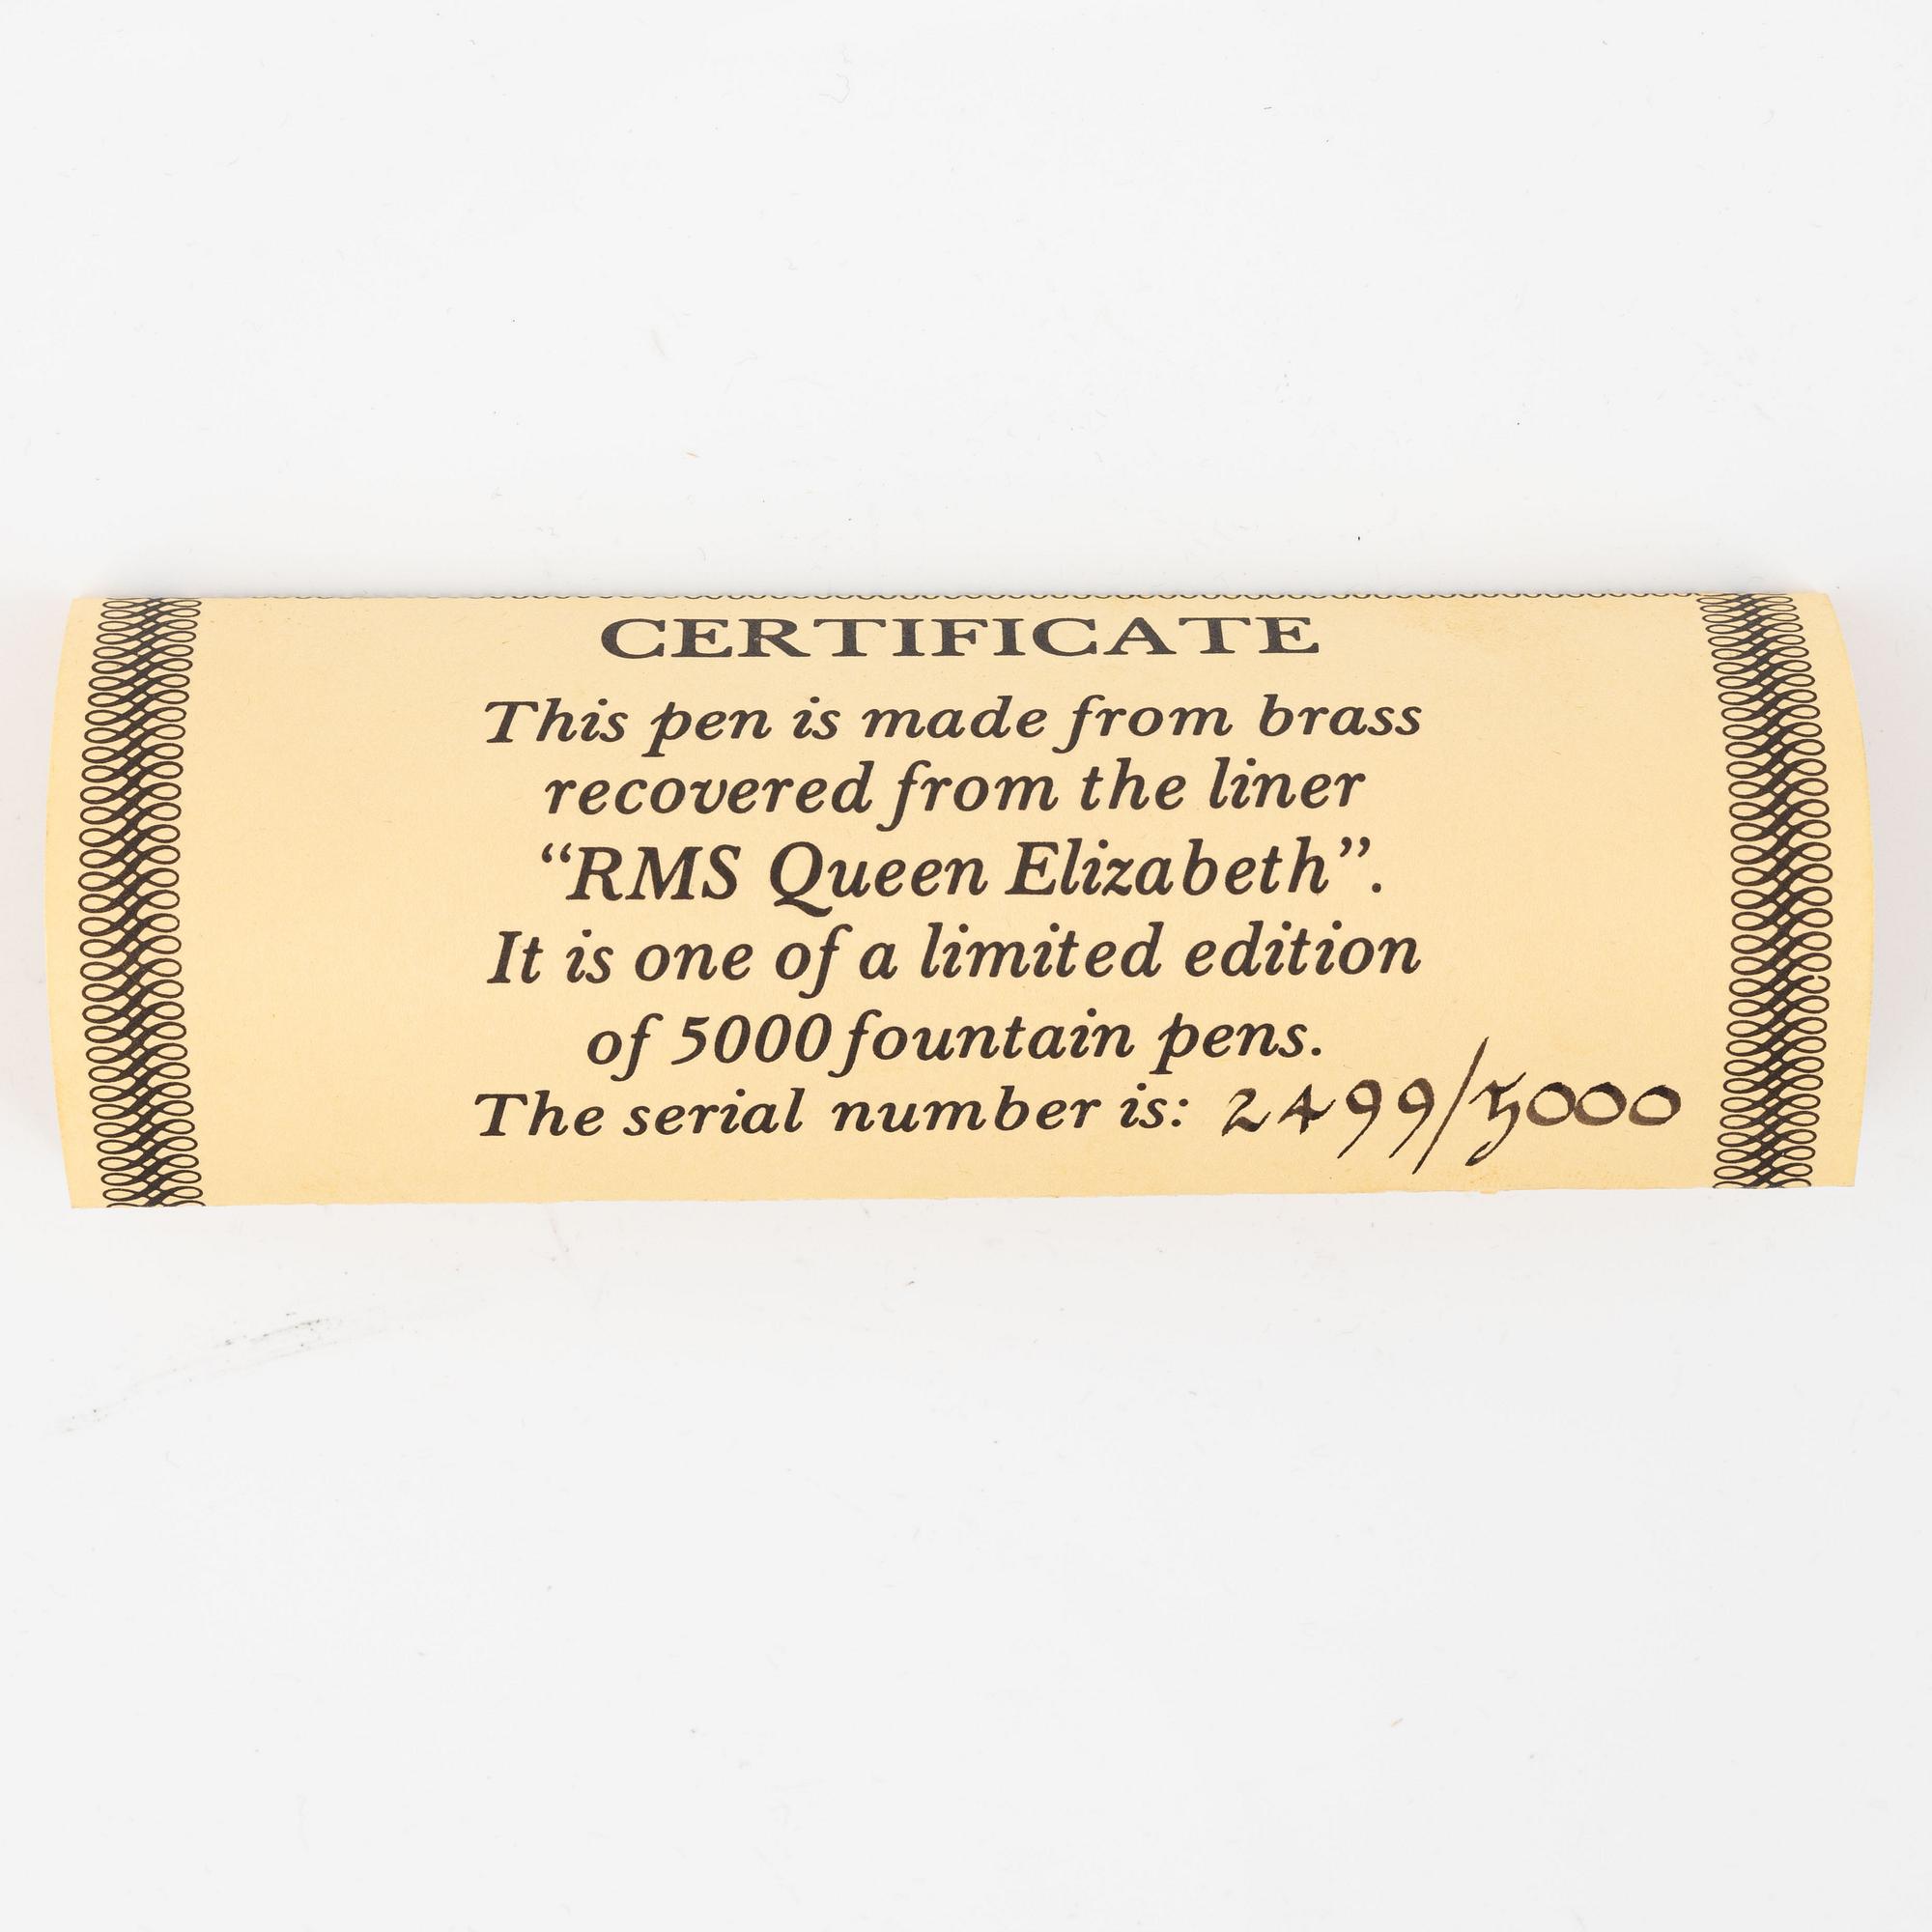 CERTIFICATE
This pen is made from brass
recovered from the liner
“RMS Queen Elizabeth”.
It is one of a limited edition
of 5000 fountain pens.
The serial number is: 2499/5000